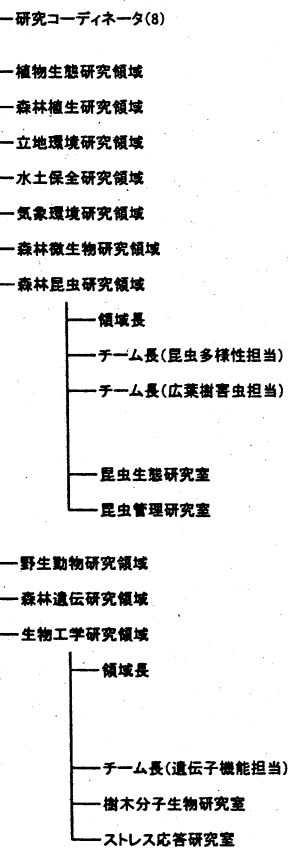 研究コーディネータ(8)
植物生態研究領域
森林植生研究領域
立地環境研究領域
水土保全研究領域
気象環境研究領域
森林微生物研究領域
森林昆虫研究領域
領域長
チーム長(昆虫多様性担当)
チーム長(広葉樹害虫担当)
昆虫生態研究室
昆虫管理研究室
野生動物研究領域
森林遺伝研究領域
生物工学研究領域
領域長
チーム長(遺伝子機能担当)
樹木分子生物研究室
ストレス応答研究室